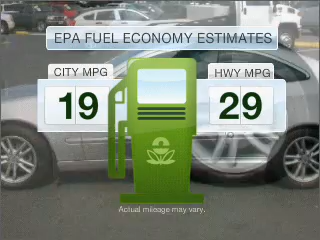 EPA FUEL ECONOMY ESTIMATES
CITY MPG
HWY MPG
19
29
Actual mileage may vary.